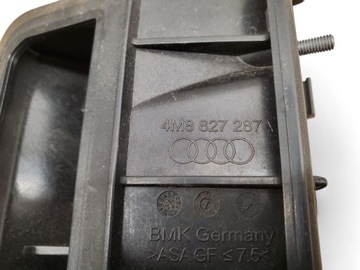 4M8 827 287
BMK Germany
>ASA GF ≤ 7.5<